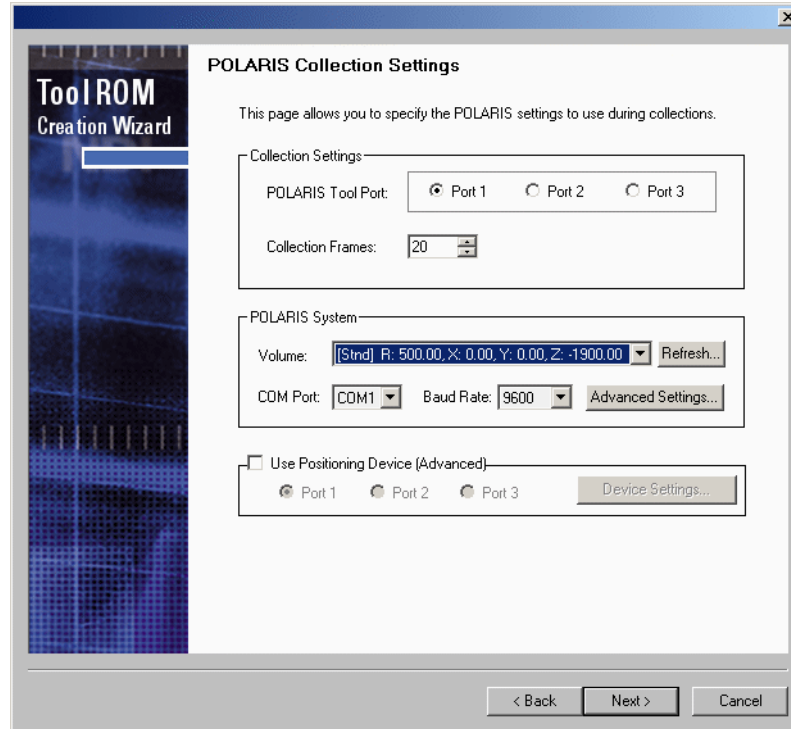 Tool ROM
Creation Wizard
POLARIS Collection Settings
This page allows you to specify the POLARIS settings to use during collections.
Collection Settings
POLARIS Tool Port: Port 1 Port 2 Port 3
Collection Frames: 20
POLARIS System
Volume: [Stnd] R: 500.00, X: 0.00, Y: 0.00, Z: -1900.00 Refresh...
COM Port: COM1 Baud Rate: 9600 Advanced Settings...
Use Positioning Device (Advanced)
Port 1 Port 2 Port 3 Device Settings...
< Back Next > Cancel